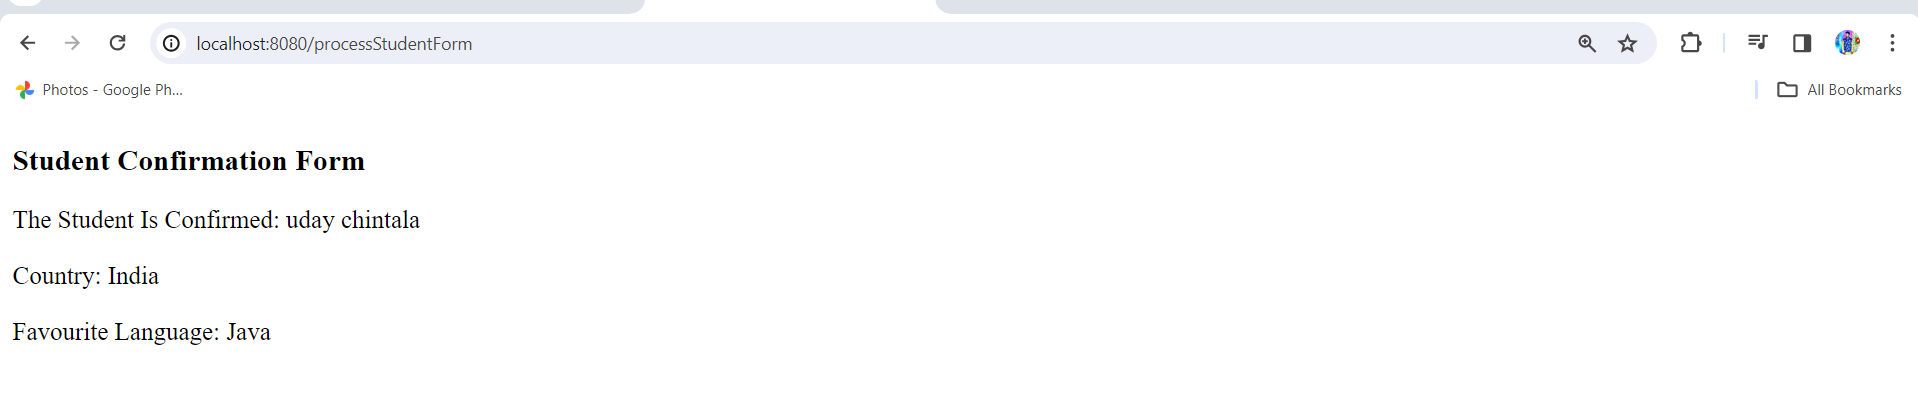 localhost:8080/processStudentForm
Photos - Google Ph...
All Bookmarks
Student Confirmation Form
The Student Is Confirmed: uday chintala
Country: India
Favourite Language: Java